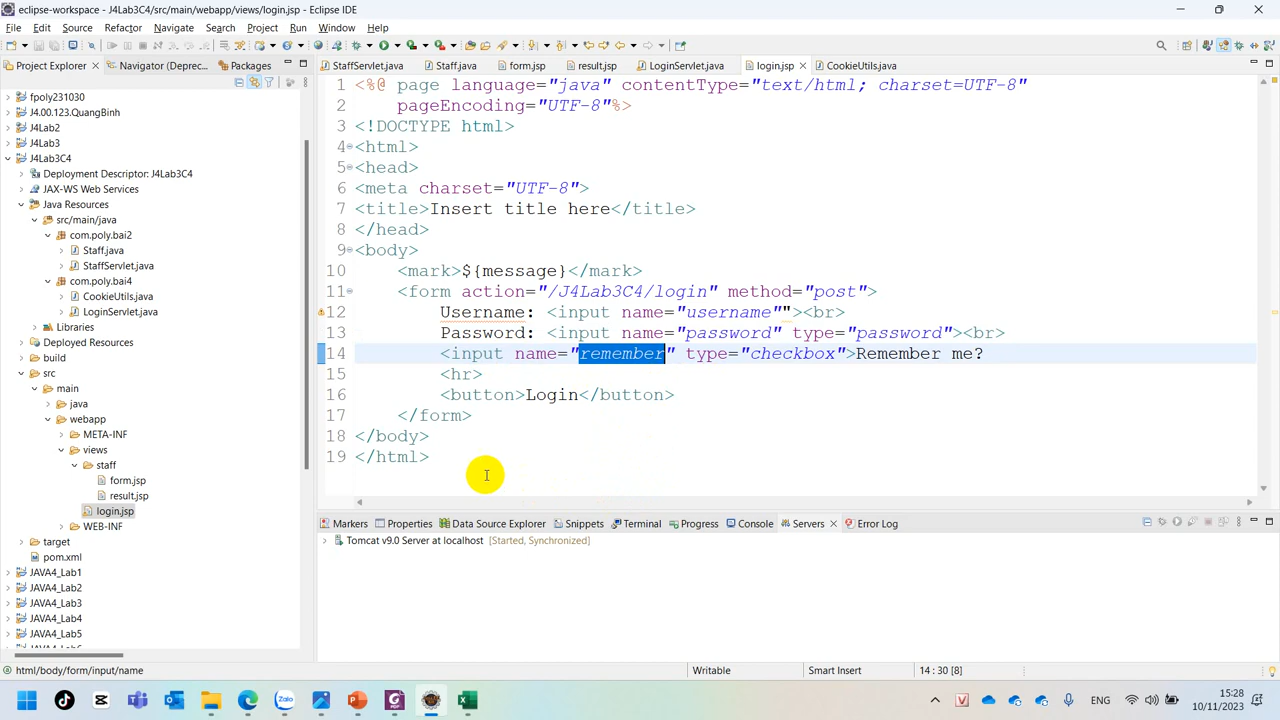 eclipse-workspace - J4Lab3C4/src/main/webapp/views/login.jsp - Eclipse IDE
File Edit Source Refactor Navigate Search Project Run Window Help
Project Explorer Navigator (Deprec... Packages
StaffServlet.java Staff.java form.jsp result.jsp LoginServlet.java login.jsp CookieUtils.java
fpoly231030
J4.00.123.QuangBinh
J4Lab2
J4Lab3
J4Lab3C4
Deployment Descriptor: J4Lab3C4
JAX-WS Web Services
Java Resources
src/main/java
com.poly.bai2
Staff.java
StaffServlet.java
com.poly.bai4
CookieUtils.java
LoginServlet.java
Libraries
Deployed Resources
build
src
main
java
webapp
META-INF
views
staff
form.jsp
result.jsp
login.jsp
WEB-INF
target
pom.xml
JAVA4_Lab1
JAVA4_Lab2
JAVA4_Lab3
JAVA4_Lab4
JAVA4_Lab5
1 <%@ page language="java" contentType="text/html; charset=UTF-8"
2 pageEncoding="UTF-8"%>
3 <!DOCTYPE html>
4 <html>
5 <head>
6 <meta charset="UTF-8">
7 <title>Insert title here</title>
8 </head>
9 <body>
10 <mark>${message}</mark>
11 <form action="/J4Lab3C4/login" method="post">
12 Username: <input name="username""><br>
13 Password: <input name="password" type="password"><br>
14 <input name="remember" type="checkbox">Remember me?
15 <hr>
16 <button>Login</button>
17 </form>
18 </body>
19 </html>
Markers Properties Data Source Explorer Snippets Terminal Progress Console Servers Error Log
Tomcat v9.0 Server at localhost [Started, Synchronized]
html/body/form/input/name Writable Smart Insert 14 : 30 [8]
ENG 15:28
10/11/2023